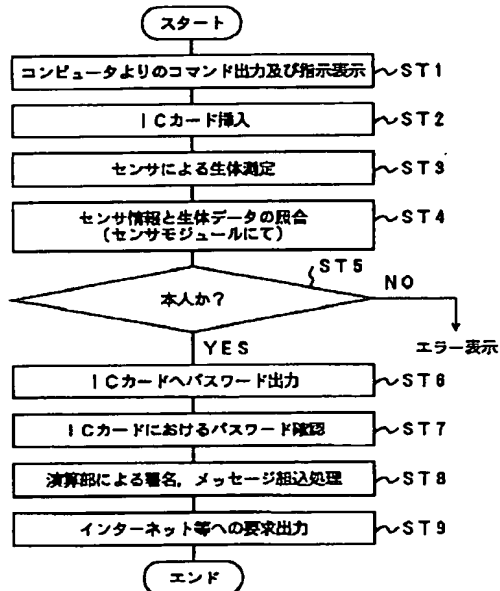 スタート
コンピュータよりのコマンド出力及び指示表示 ST1
ICカード挿入 ST2
センサによる生体測定 ST3
センサ情報と生体データの照合
(センサモジュールにて) ST4
本人か? ST5
NO
エラー表示
YES
ICカードへパスワード出力 ST6
ICカードにおけるパスワード確認 ST7
演算部による署名,メッセージ組込処理 ST8
インターネット等への要求出力 ST9
エンド